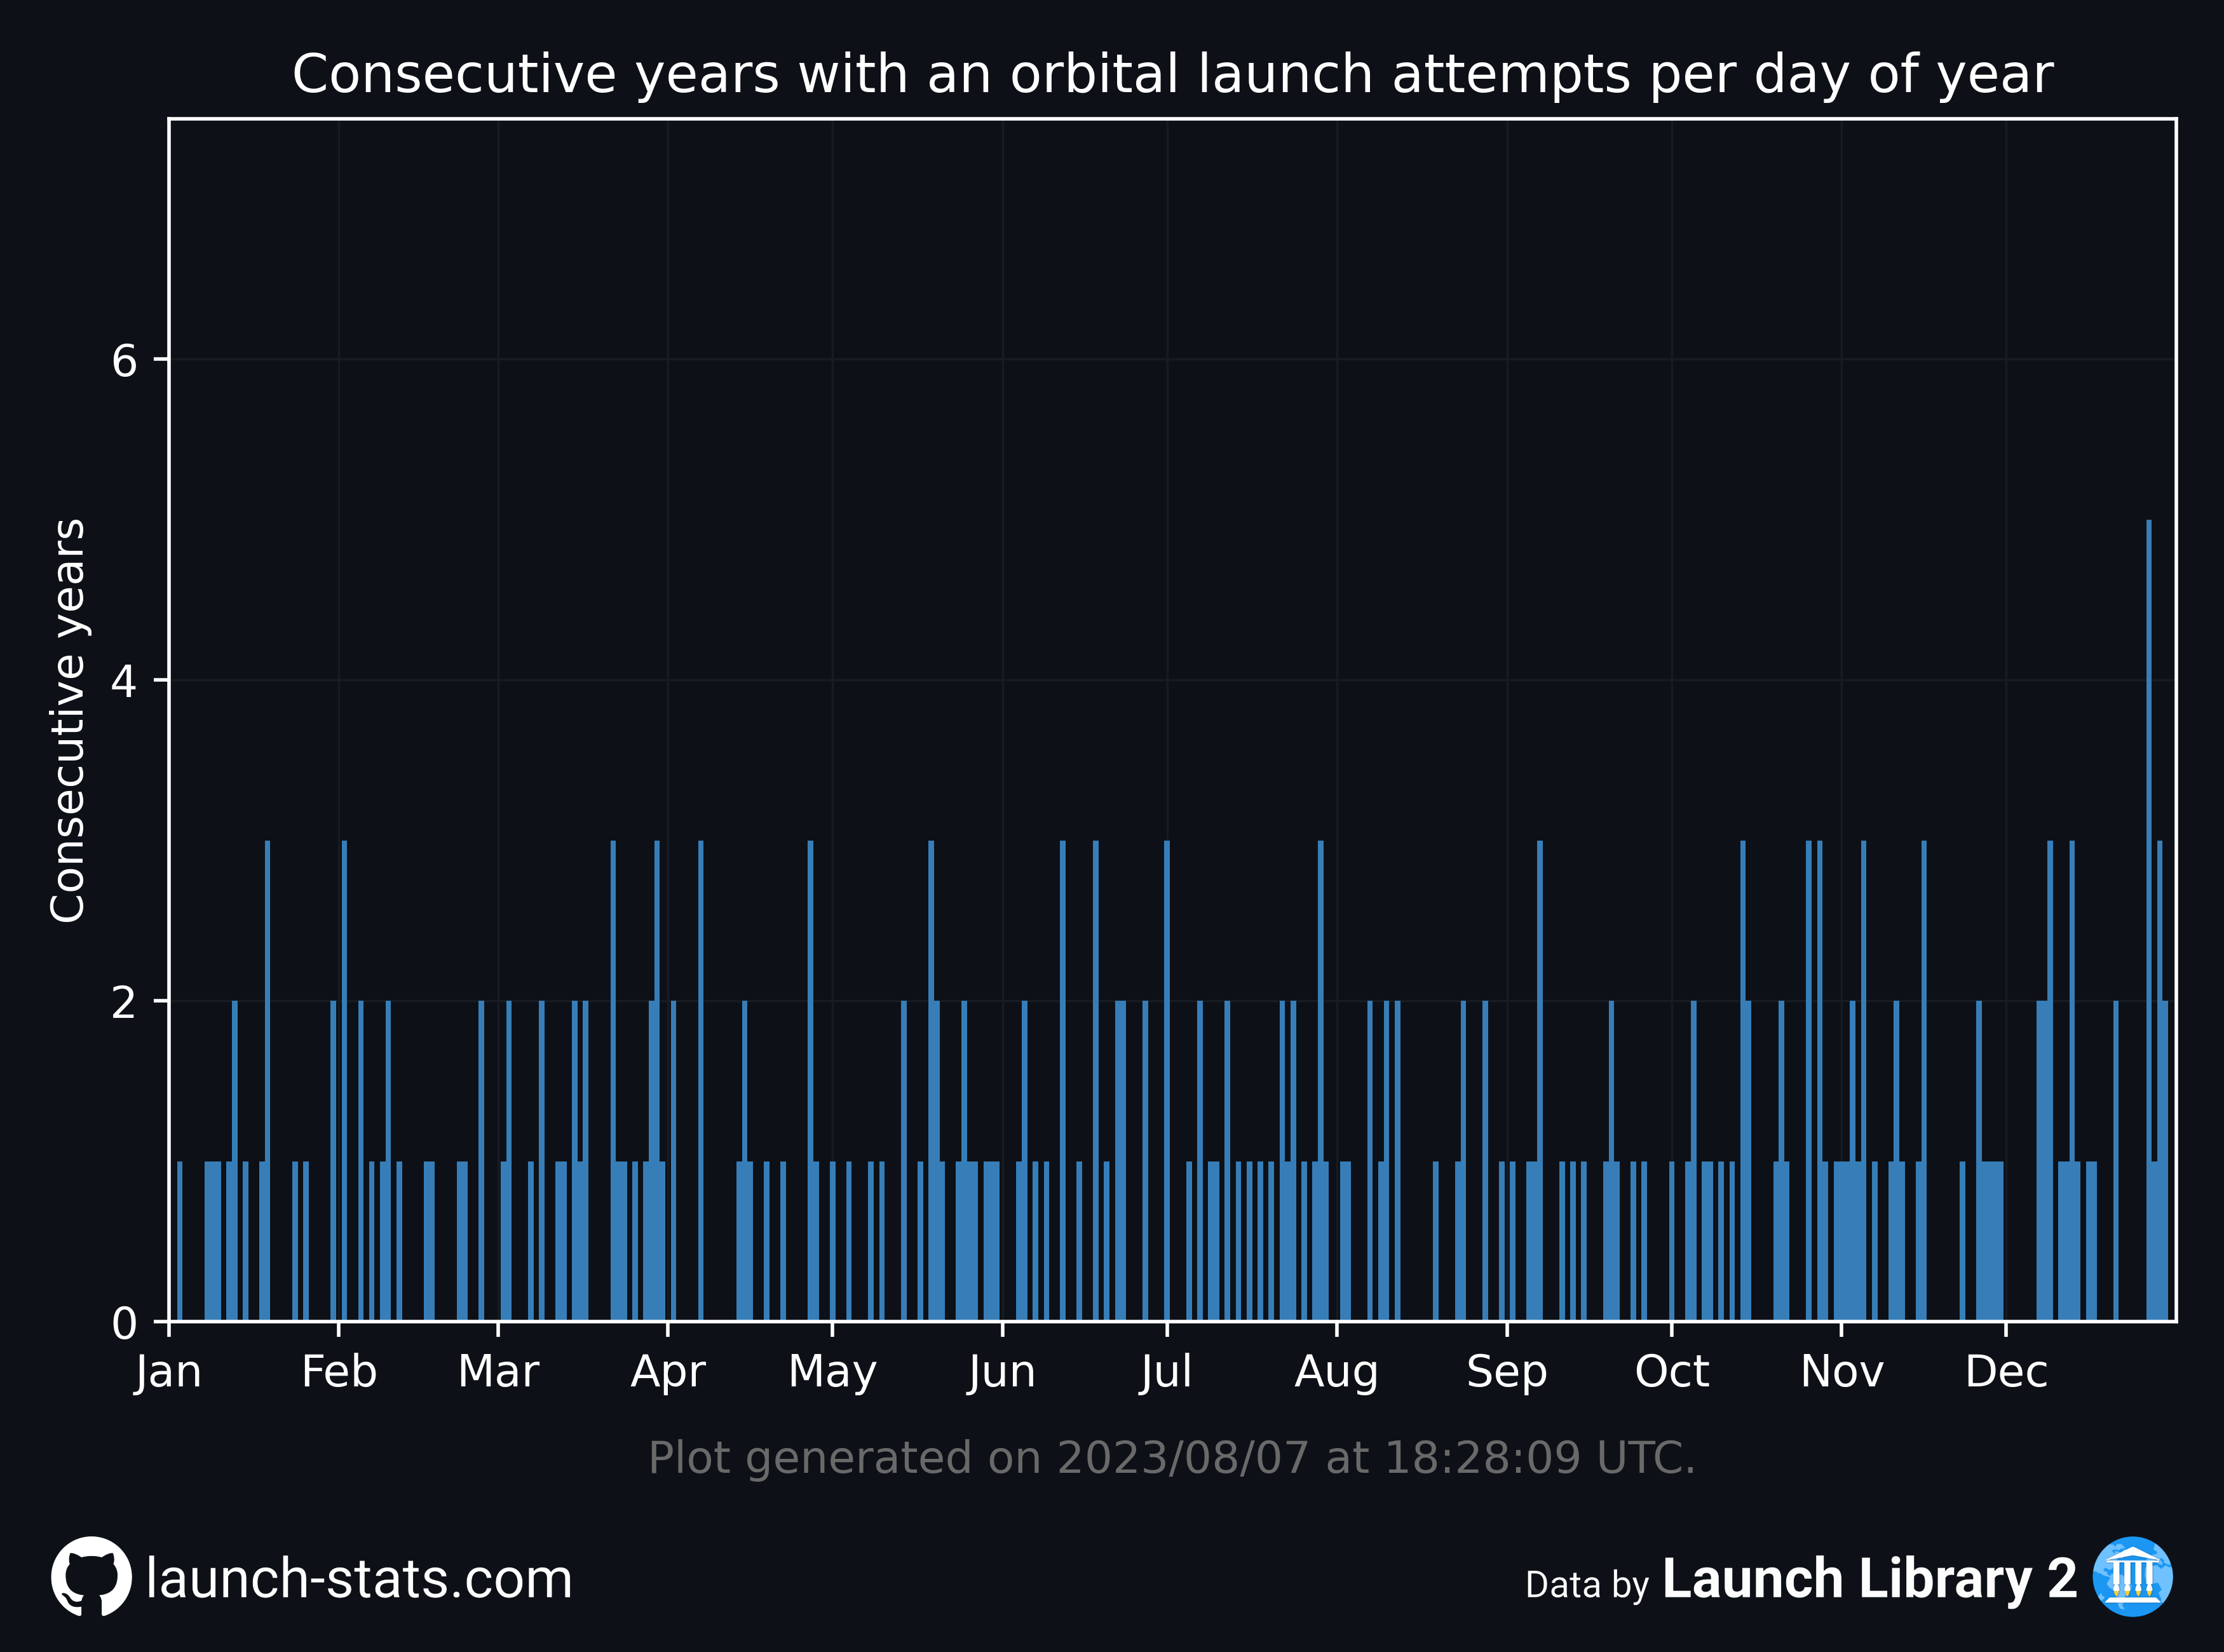 Consecutive years with an orbital launch attempts per day of year
Consecutive years
6
4
2
0
Jan Feb Mar Apr May Jun Jul Aug Sep Oct Nov Dec
Plot generated on 2023/08/07 at 18:28:09 UTC.
launch-stats.com
Data by Launch Library 2